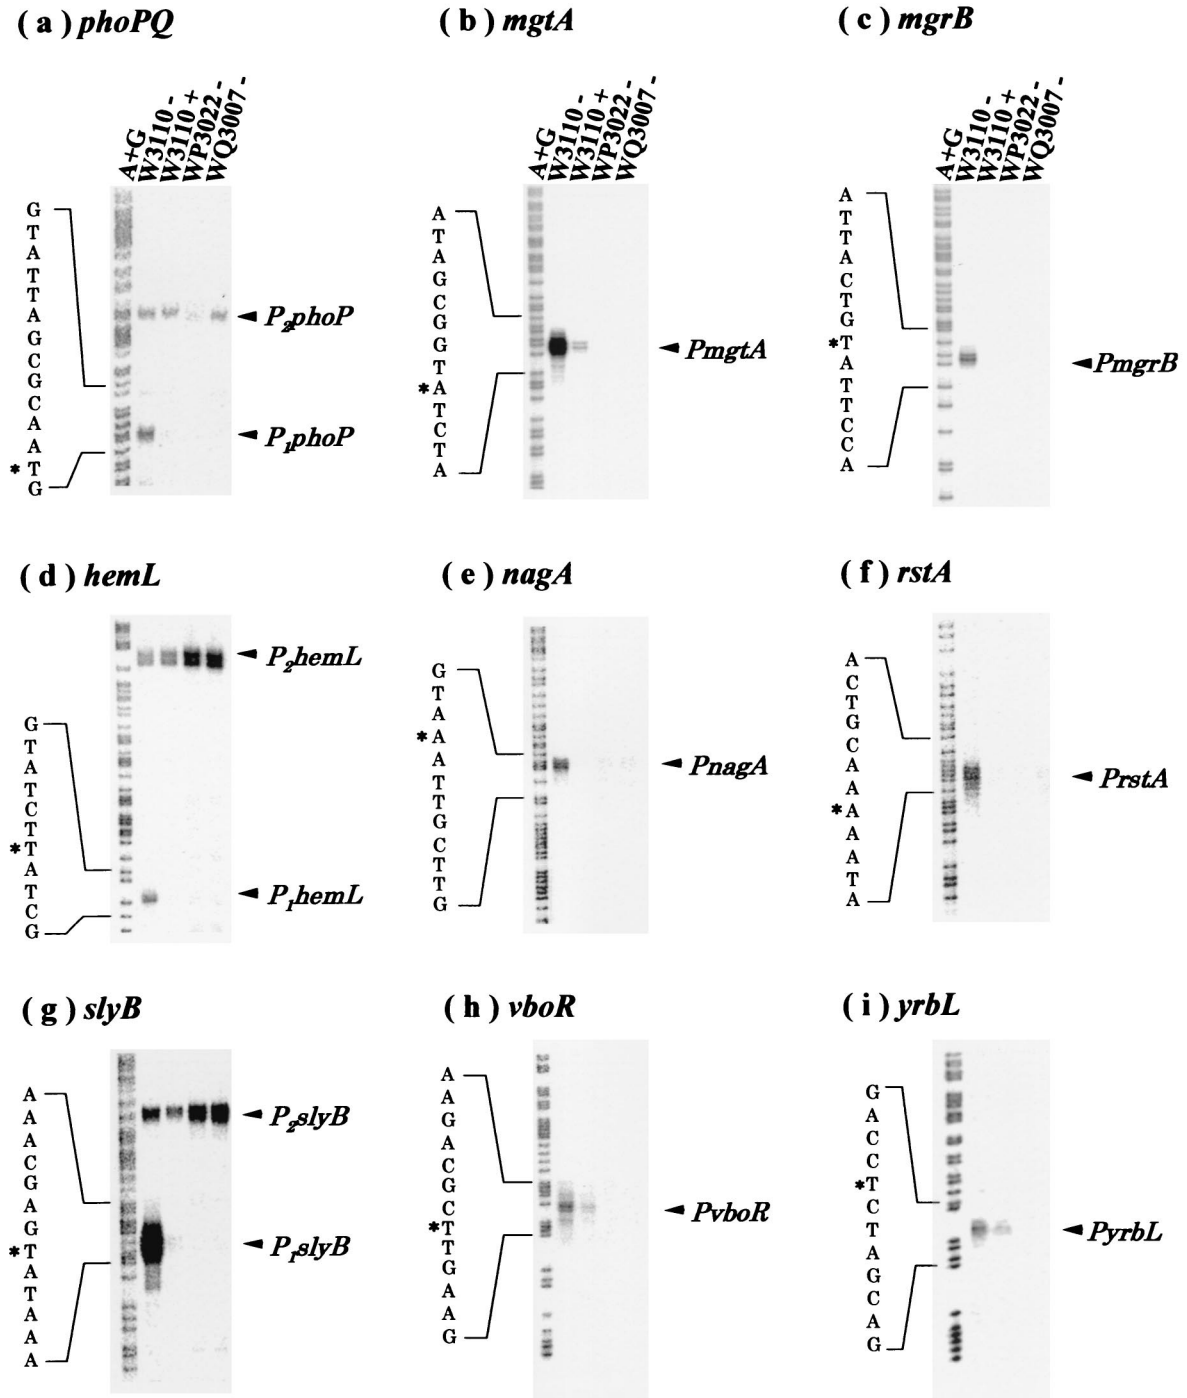 ( a ) phoPQ
A+G
W3110 -
W3110 +
WP3022 -
WQ3007 -
G
T
A
T
T
A
G
C
G
C
A
A
* T
G
P2phoP
P1phoP
( b ) mgtA
A+G
W3110 -
W3110 +
WP3022 -
WQ3007 -
A
T
A
G
C
G
G
T
* A
T
C
T
A
PmgtA
( c ) mgrB
A+G
W3110 -
W3110 +
WP3022 -
WQ3007 -
A
T
T
A
C
T
G
* T
A
T
T
C
C
A
PmgrB
( d ) hemL
G
T
A
T
C
T
* T
A
T
C
G
P2hemL
P1hemL
( e ) nagA
G
T
A
* A
A
T
T
G
C
T
T
G
PnagA
( f ) rstA
A
C
T
G
C
A
A
* A
A
A
T
A
PrstA
( g ) slyB
A
A
A
C
G
A
G
* T
A
T
A
A
A
P2slyB
P1slyB
( h ) vboR
A
A
G
A
C
G
C
* T
T
G
A
A
G
PvboR
( i ) yrbL
G
A
C
C
* T
C
T
A
G
C
A
G
PyrbL